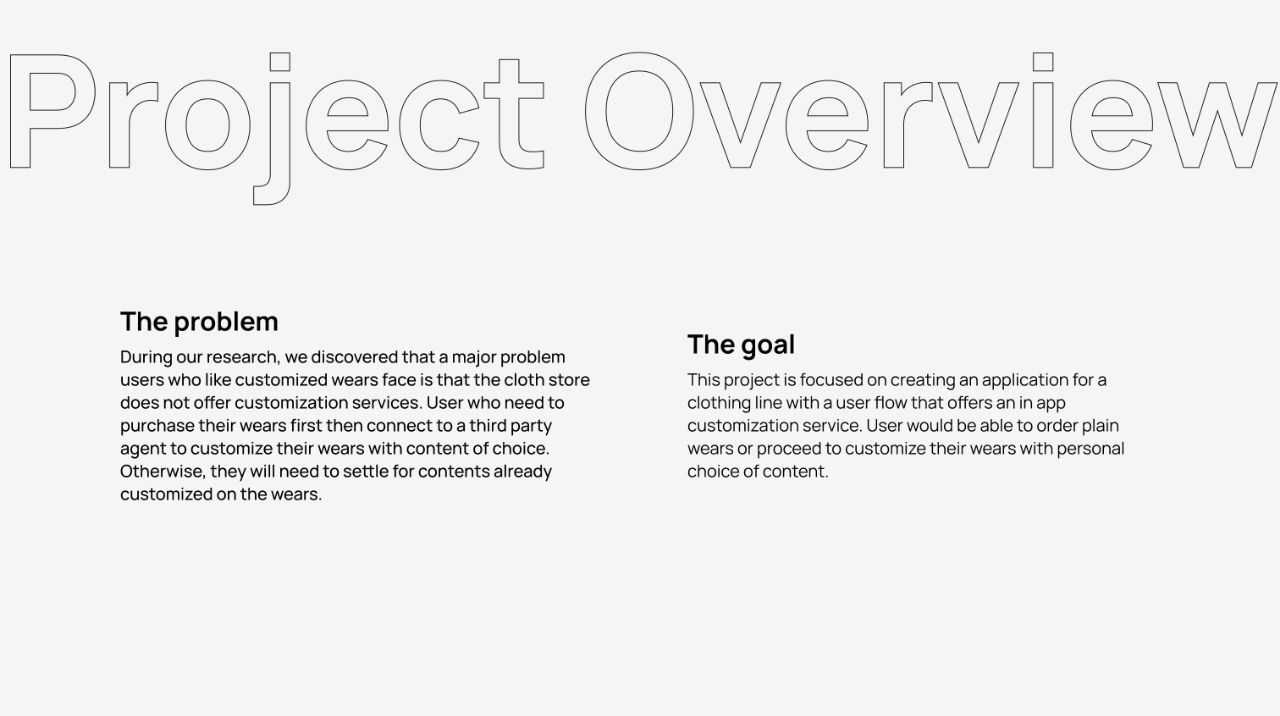 Project Overview
The problem
During our research, we discovered that a major problem
users who like customized wears face is that the cloth store
does not offer customization services. User who need to
purchase their wears first then connect to a third party
agent to customize their wears with content of choice.
Otherwise, they will need to settle for contents already
customized on the wears.
The goal
This project is focused on creating an application for a
clothing line with a user flow that offers an in app
customization service. User would be able to order plain
wears or proceed to customize their wears with personal
choice of content.